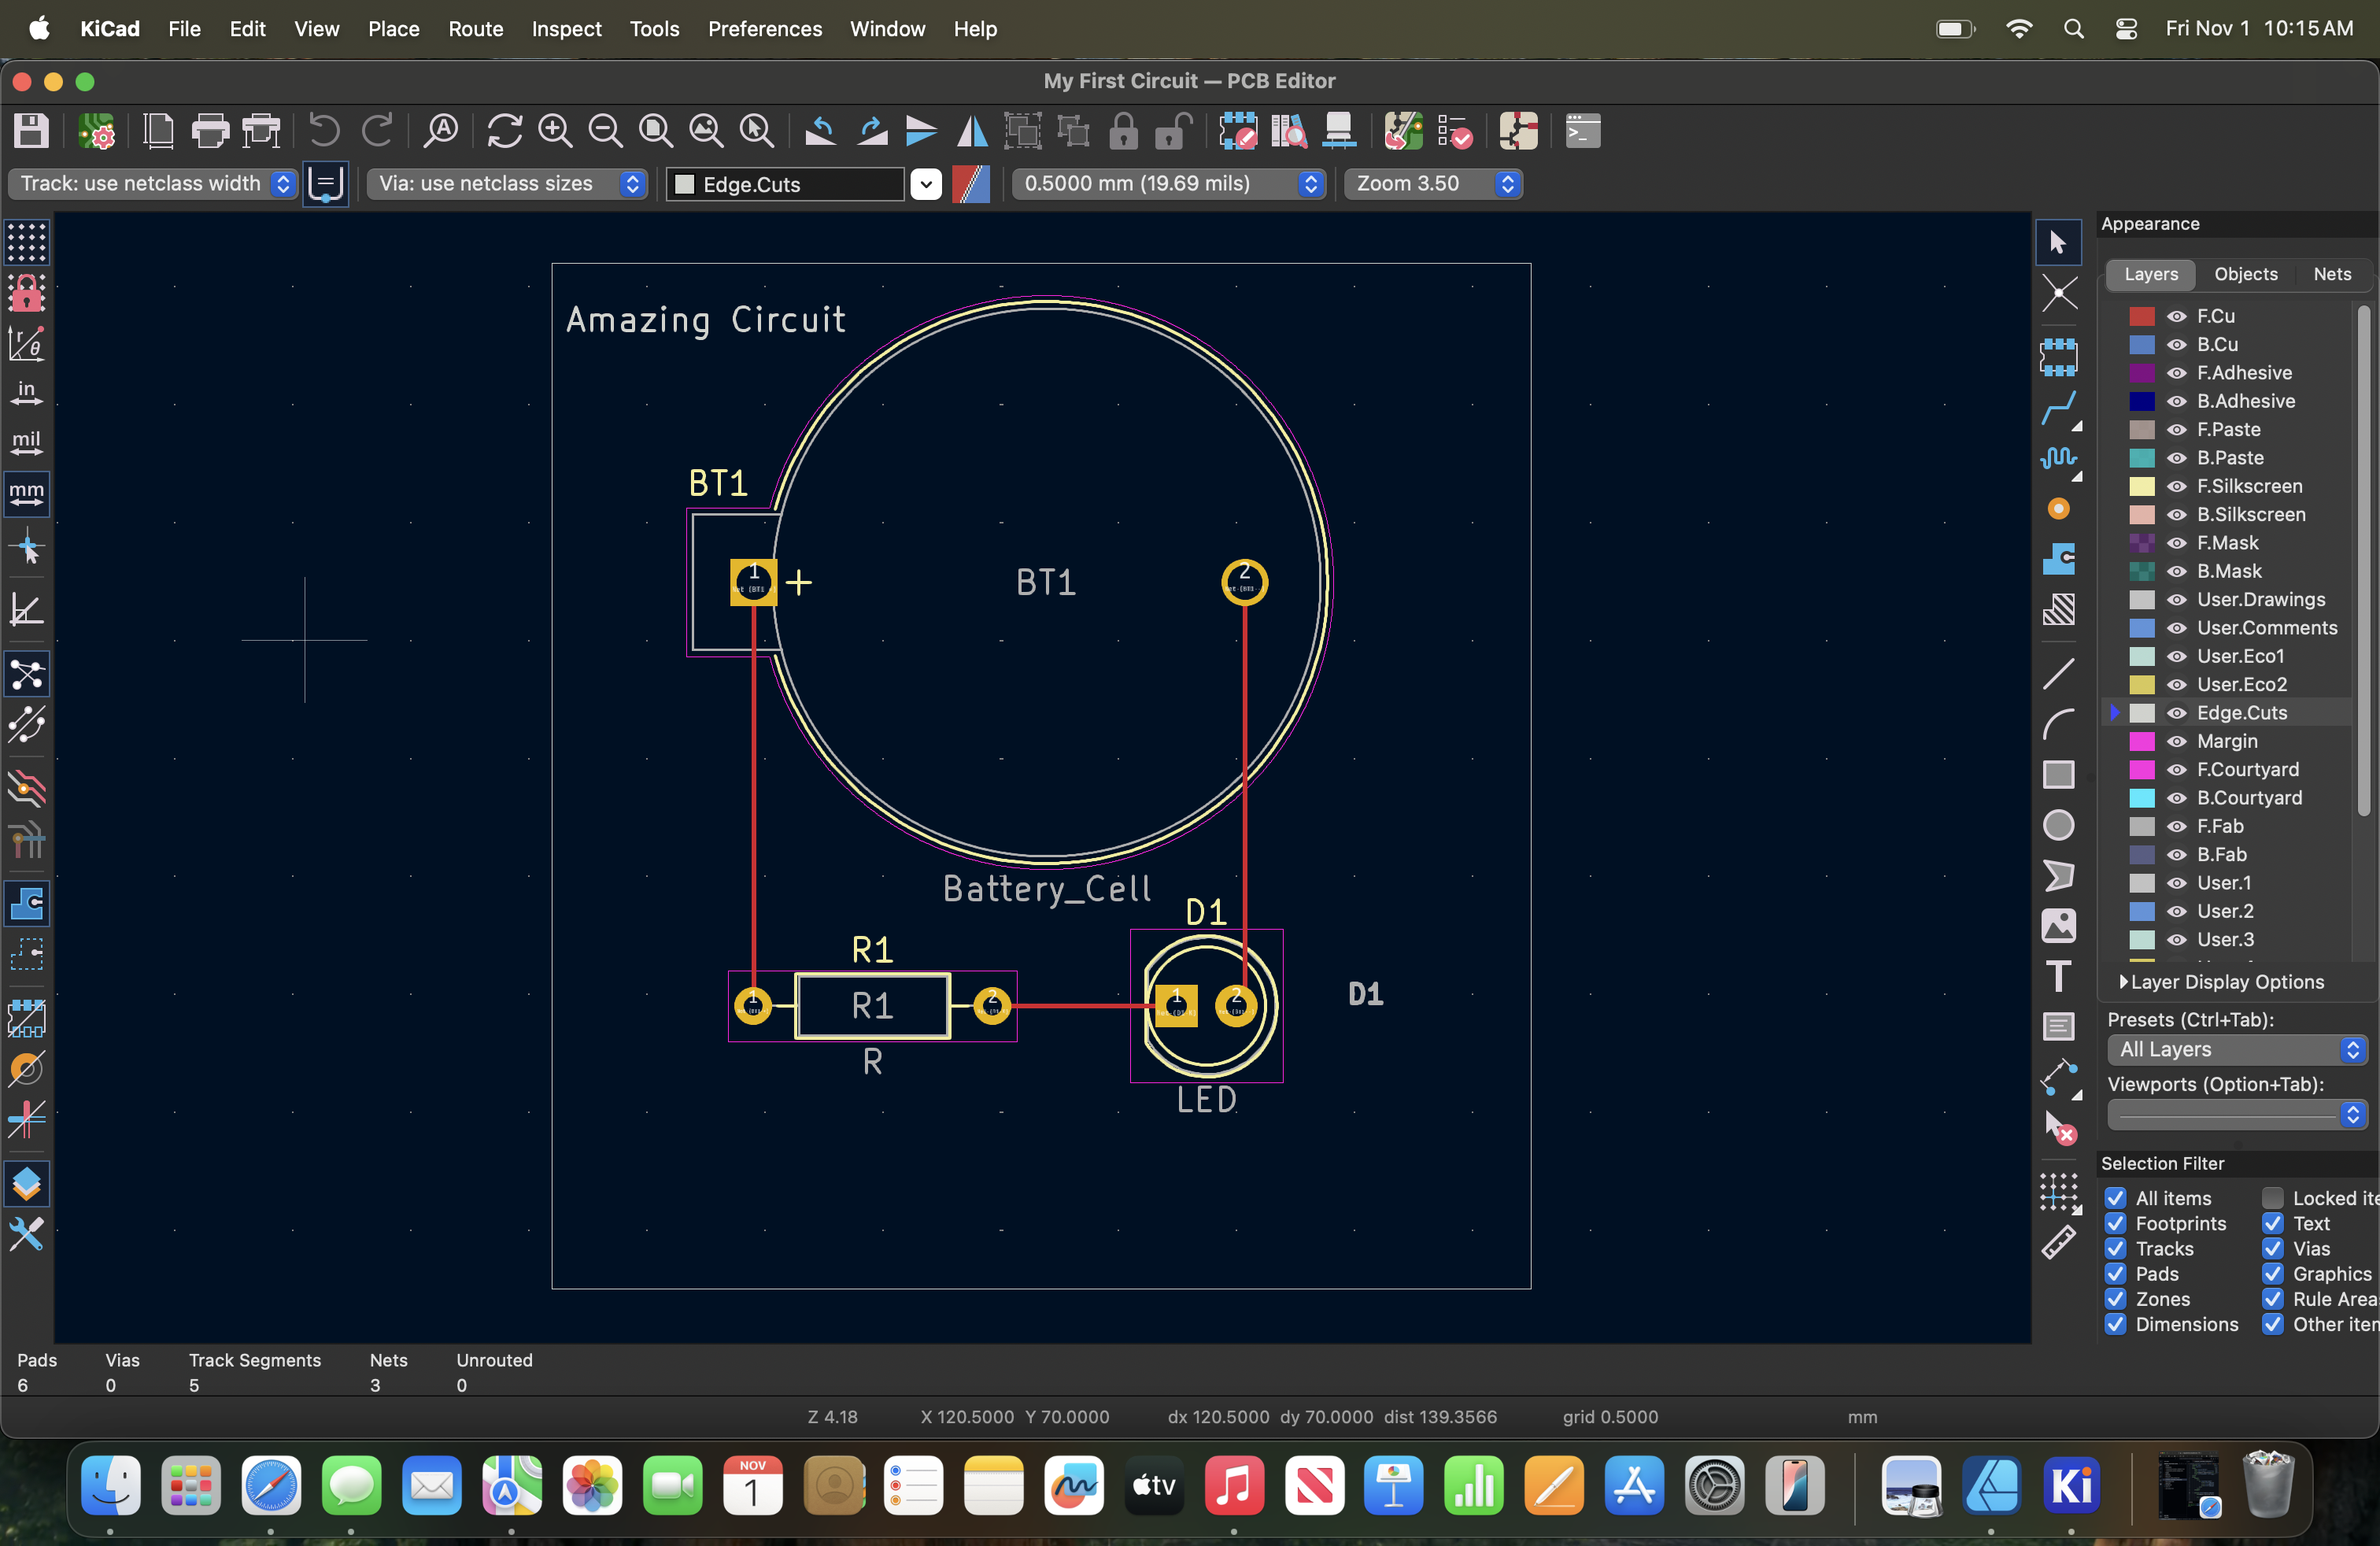 KiCad File Edit View Place Route Inspect Tools Preferences Window Help Fri Nov 1 10:15 AM
My First Circuit — PCB Editor
Track: use netclass width Via: use netclass sizes Edge.Cuts 0.5000 mm (19.69 mils) Zoom 3.50
in
mil
mm
Amazing Circuit
BT1
1
+
BT1
2
Battery_Cell
D1
R1
1
R1
2
1
2
D1
R
LED
Appearance
Layers Objects Nets
F.Cu
B.Cu
F.Adhesive
B.Adhesive
F.Paste
B.Paste
F.Silkscreen
B.Silkscreen
F.Mask
B.Mask
User.Drawings
User.Comments
User.Eco1
User.Eco2
Edge.Cuts
Margin
F.Courtyard
B.Courtyard
F.Fab
B.Fab
User.1
User.2
User.3
Layer Display Options
Presets (Ctrl+Tab):
All Layers
Viewports (Option+Tab):
Selection Filter
All items Locked ite
Footprints Text
Tracks Vias
Pads Graphics
Zones Rule Area
Dimensions Other iten
Pads Vias Track Segments Nets Unrouted
6 0 5 3 0
Z 4.18 X 120.5000 Y 70.0000 dx 120.5000 dy 70.0000 dist 139.3566 grid 0.5000 mm
NOV
1
tv
Ki